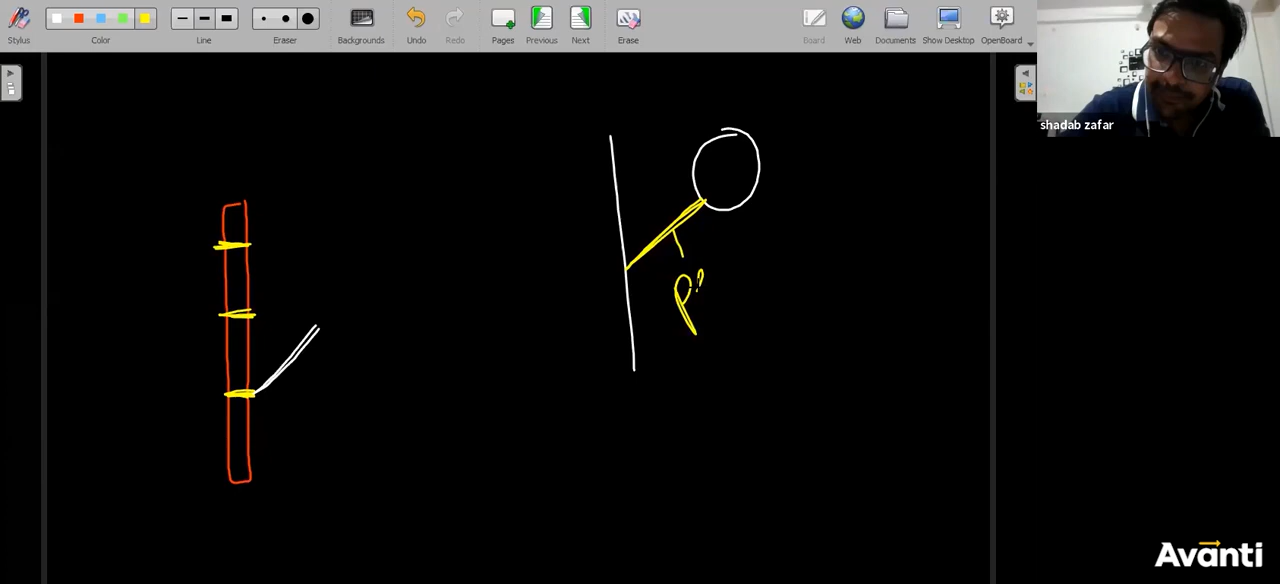 Stylus Color Line Eraser Backgrounds Undo Redo Pages Previous Next Erase Board Web Documents Show Desktop OpenBoard
shadab zafar
Avanti